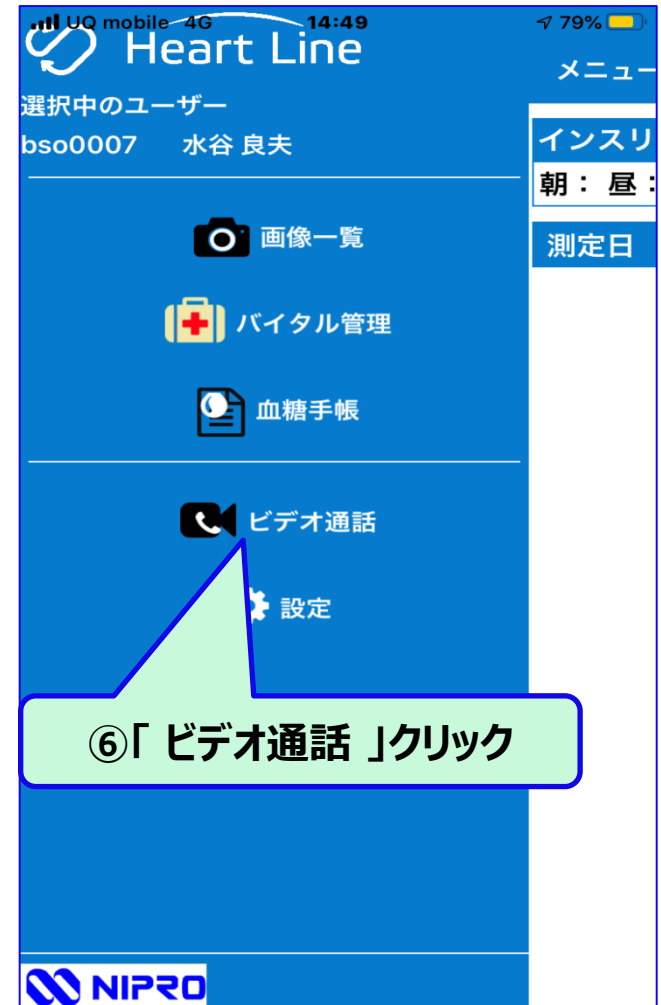 UQ mobile 4G 14:49 79%
Heart Line
メニュー
選択中のユーザー
bso0007 水谷 良夫
インスリ
朝： 昼：
測定日
画像一覧
バイタル管理
血糖手帳
ビデオ通話
設定
⑥「 ビデオ通話 」クリック
NIPRO